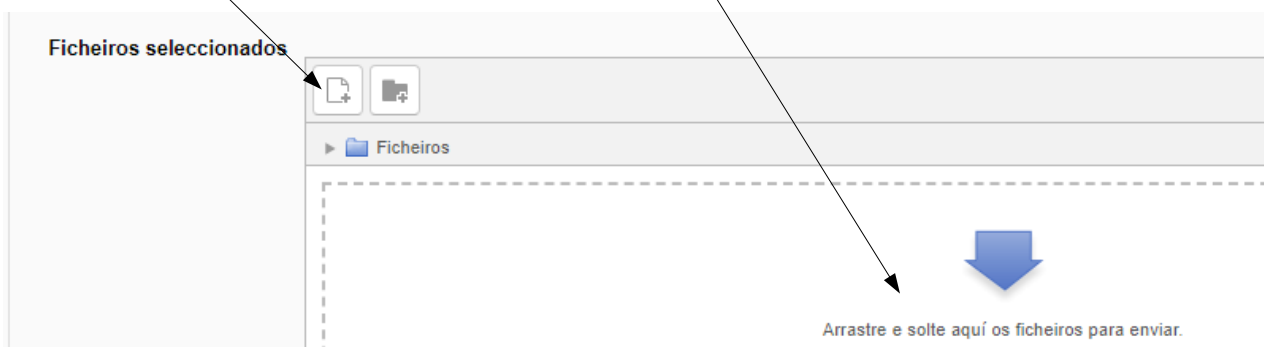 Ficheiros seleccionados
Ficheiros
Arrastre e solte aquí os ficheiros para enviar.